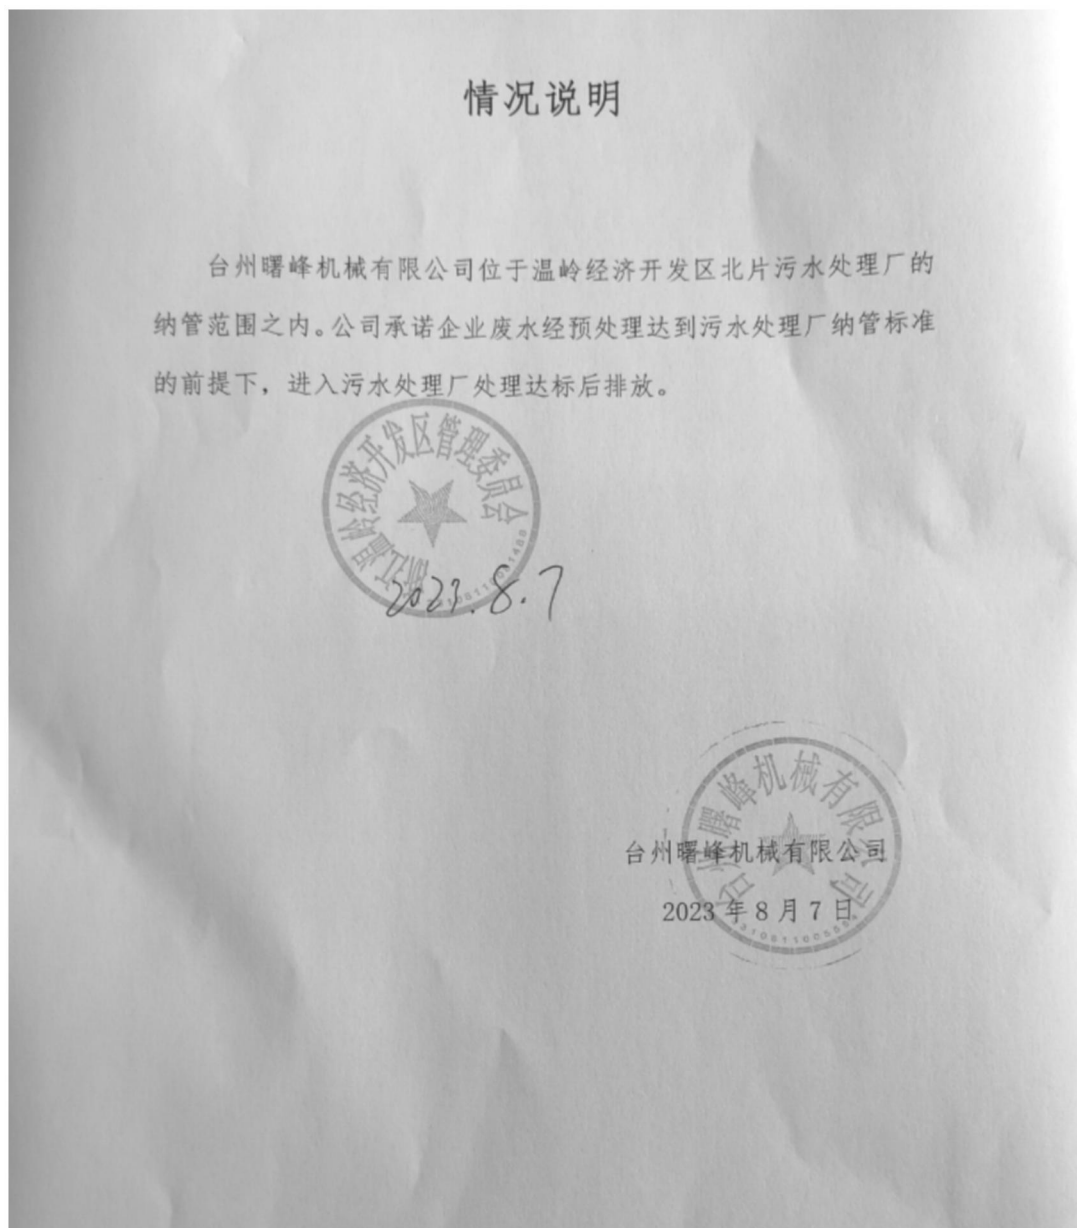 情况说明
台州曙峰机械有限公司位于温岭经济开发区北片污水处理厂的
纳管范围之内。公司承诺企业废水经预处理达到污水处理厂纳管标准
的前提下，进入污水处理厂处理达标后排放。
浙江温岭经济开发区管理委员会
2023.8.7
台州曙峰机械有限公司
台州曙峰机械有限公司
2023年8月7日